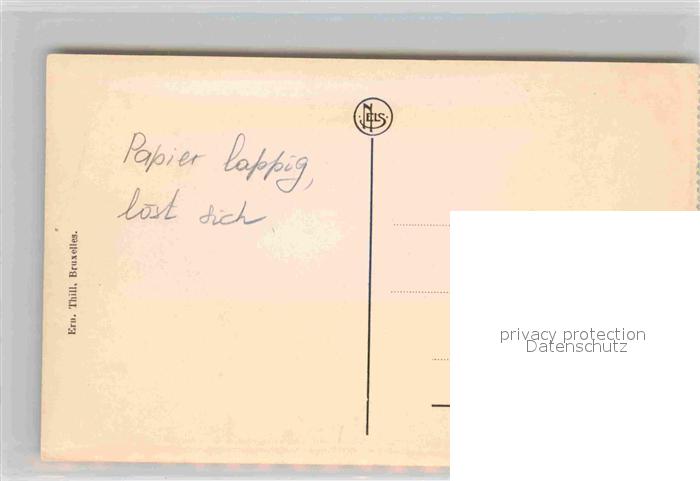 NELS
Papier lappig,
löst sich
Ern. Thill, Bruxelles.
privacy protection
Datenschutz